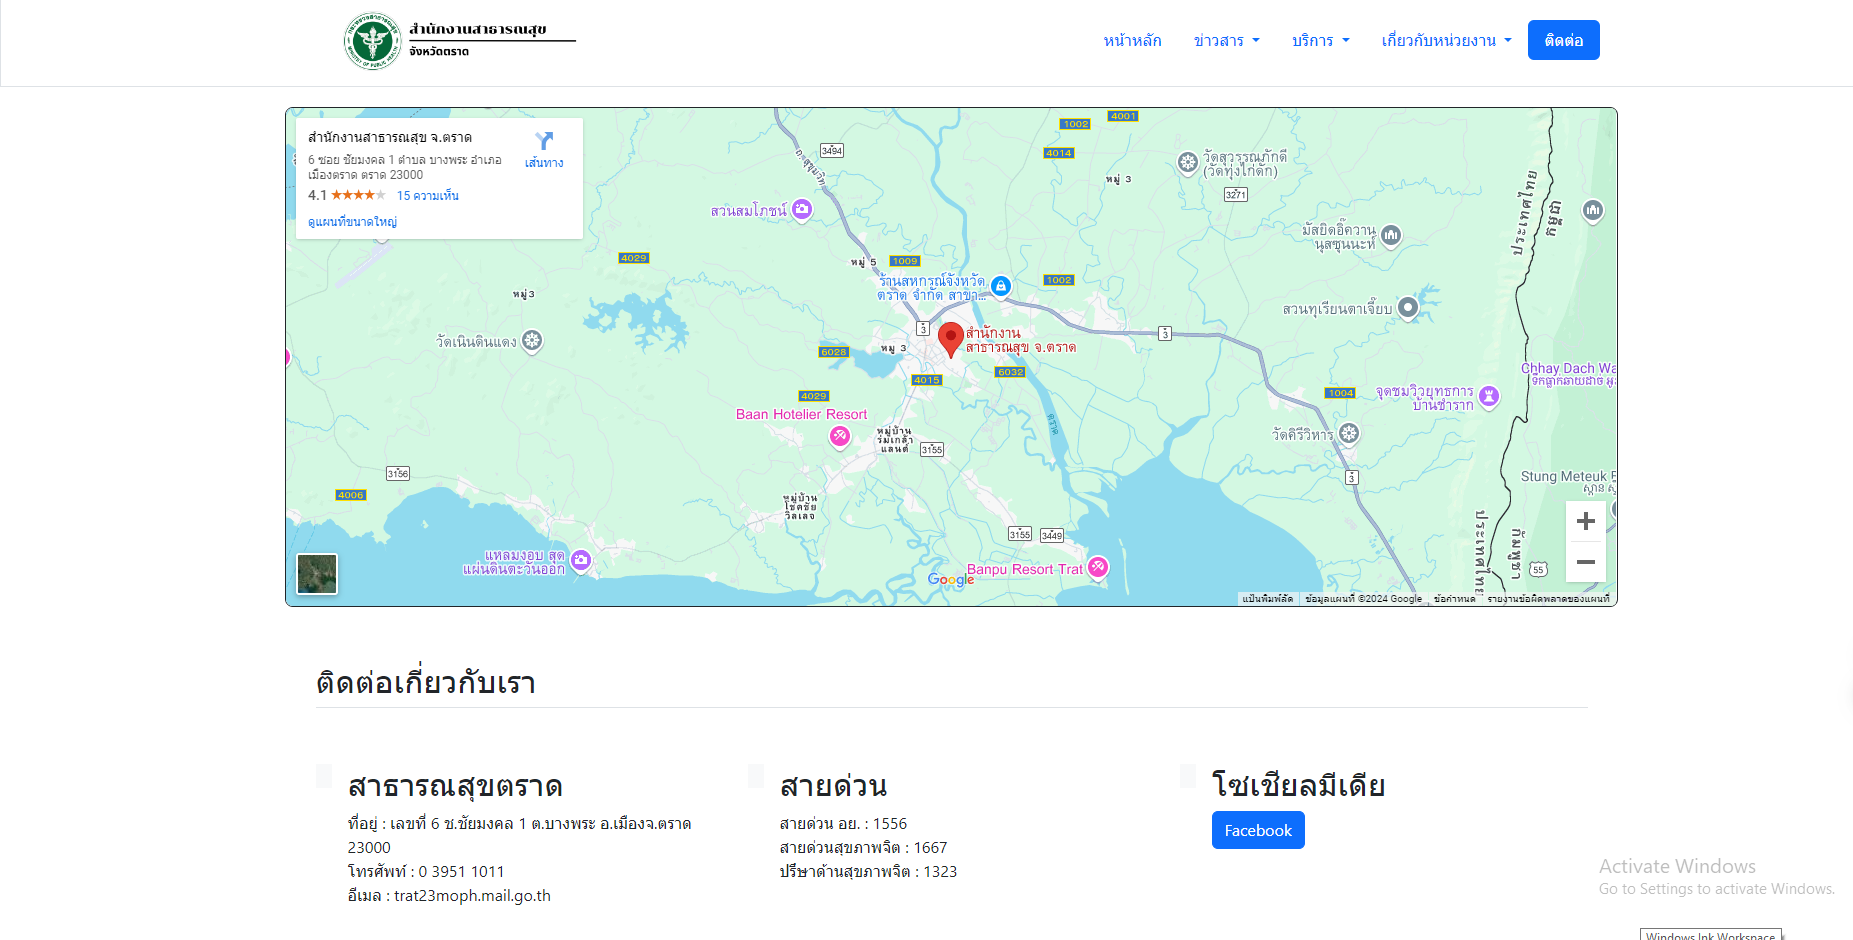 สำนักงานสาธารณสุข
จังหวัดตราด
หน้าหลัก
ข่าวสาร
บริการ
เกี่ยวกับหน่วยงาน
ติดต่อ
สำนักงานสาธารณสุข จ.ตราด
6 ซอย ชัยมงคล 1 ตำบล บางพระ อำเภอ
เมืองตราด ตราด 23000
4.1
15 ความเห็น
ดูแผนที่ขนาดใหญ่
เส้นทาง
4001
1002
4014
3494
ถ.สุขุมวิท
วัดสุวรรณภักดี
(วัดทุ่งไก่ดัก)
หมู่ 3
3271
สวนสมโภชน์
ประเทศไทย
កម្ពុជា
มัสยิดอิ๊ควาน
นุสซุนนะห์
4029
หมู่ 5
1009
1002
ร้านสหกรณ์จังหวัด
ตราด จำกัด สาขา...
หมู่3
สวนทุเรียนตาเจี๊ยบ
วัดเนินดินแดง
3
สำนักงาน
สาธารณสุข จ.ตราด
3
หมู่ 3
6028
6032
4015
Chhay Dach Wa
4029
1004
จุดชมวิวยุทธการ
บ้านชำราก
Baan Hotelier Resort
ตราด
หมู่บ้าน
ร่มเกล้า
แลนด์
3155
วัดคิรีวิหาร
3156
3
Stung Meteuk
4006
หมู่บ้าน
โชคชัย
วิลเลจ
3155
3449
ประเทศไทย
กัมพูชา
แหลมงอบ สุด
แผ่นดินตะวันออก
Banpu Resort Trat
55
Google
แป้นพิมพ์ลัด
ข้อมูลแผนที่ ©2024 Google
ข้อกำหนด
รายงานข้อผิดพลาดของแผนที่
ติดต่อเกี่ยวกับเรา
สาธารณสุขตราด
ที่อยู่ : เลขที่ 6 ซ.ชัยมงคล 1 ต.บางพระ อ.เมืองจ.ตราด
23000
โทรศัพท์ : 0 3951 1011
อีเมล : trat23moph.mail.go.th
สายด่วน
สายด่วน อย. : 1556
สายด่วนสุขภาพจิต : 1667
ปรึษาด้านสุขภาพจิต : 1323
โซเชียลมีเดีย
Facebook
Activate Windows
Go to Settings to activate Windows.
Windows Ink Workspace